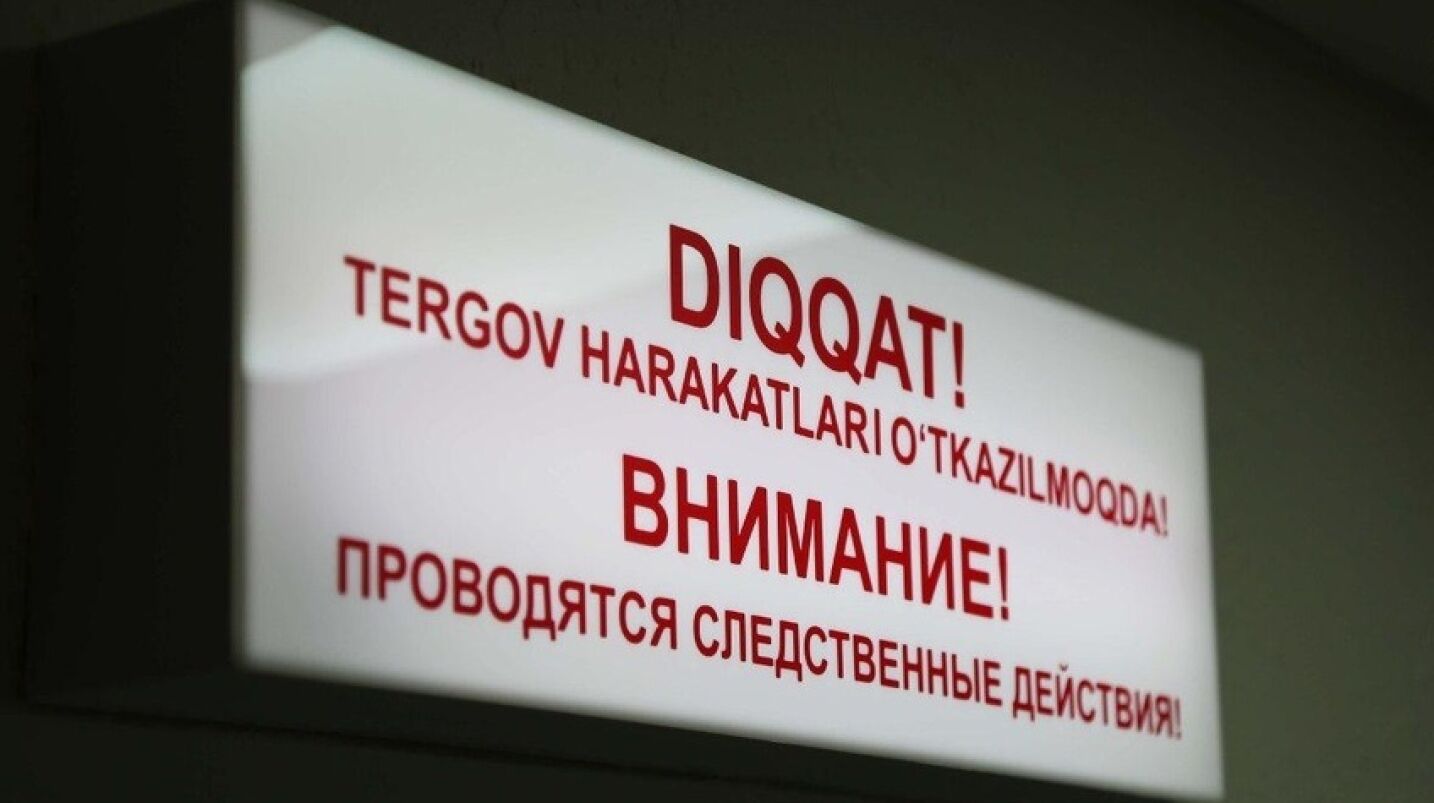 DIQQAT!
TERGOV HARAKATLARI O‘TKAZILMOQDA!
ВНИМАНИЕ!
ПРОВОДЯТСЯ СЛЕДСТВЕННЫЕ ДЕЙСТВИЯ!